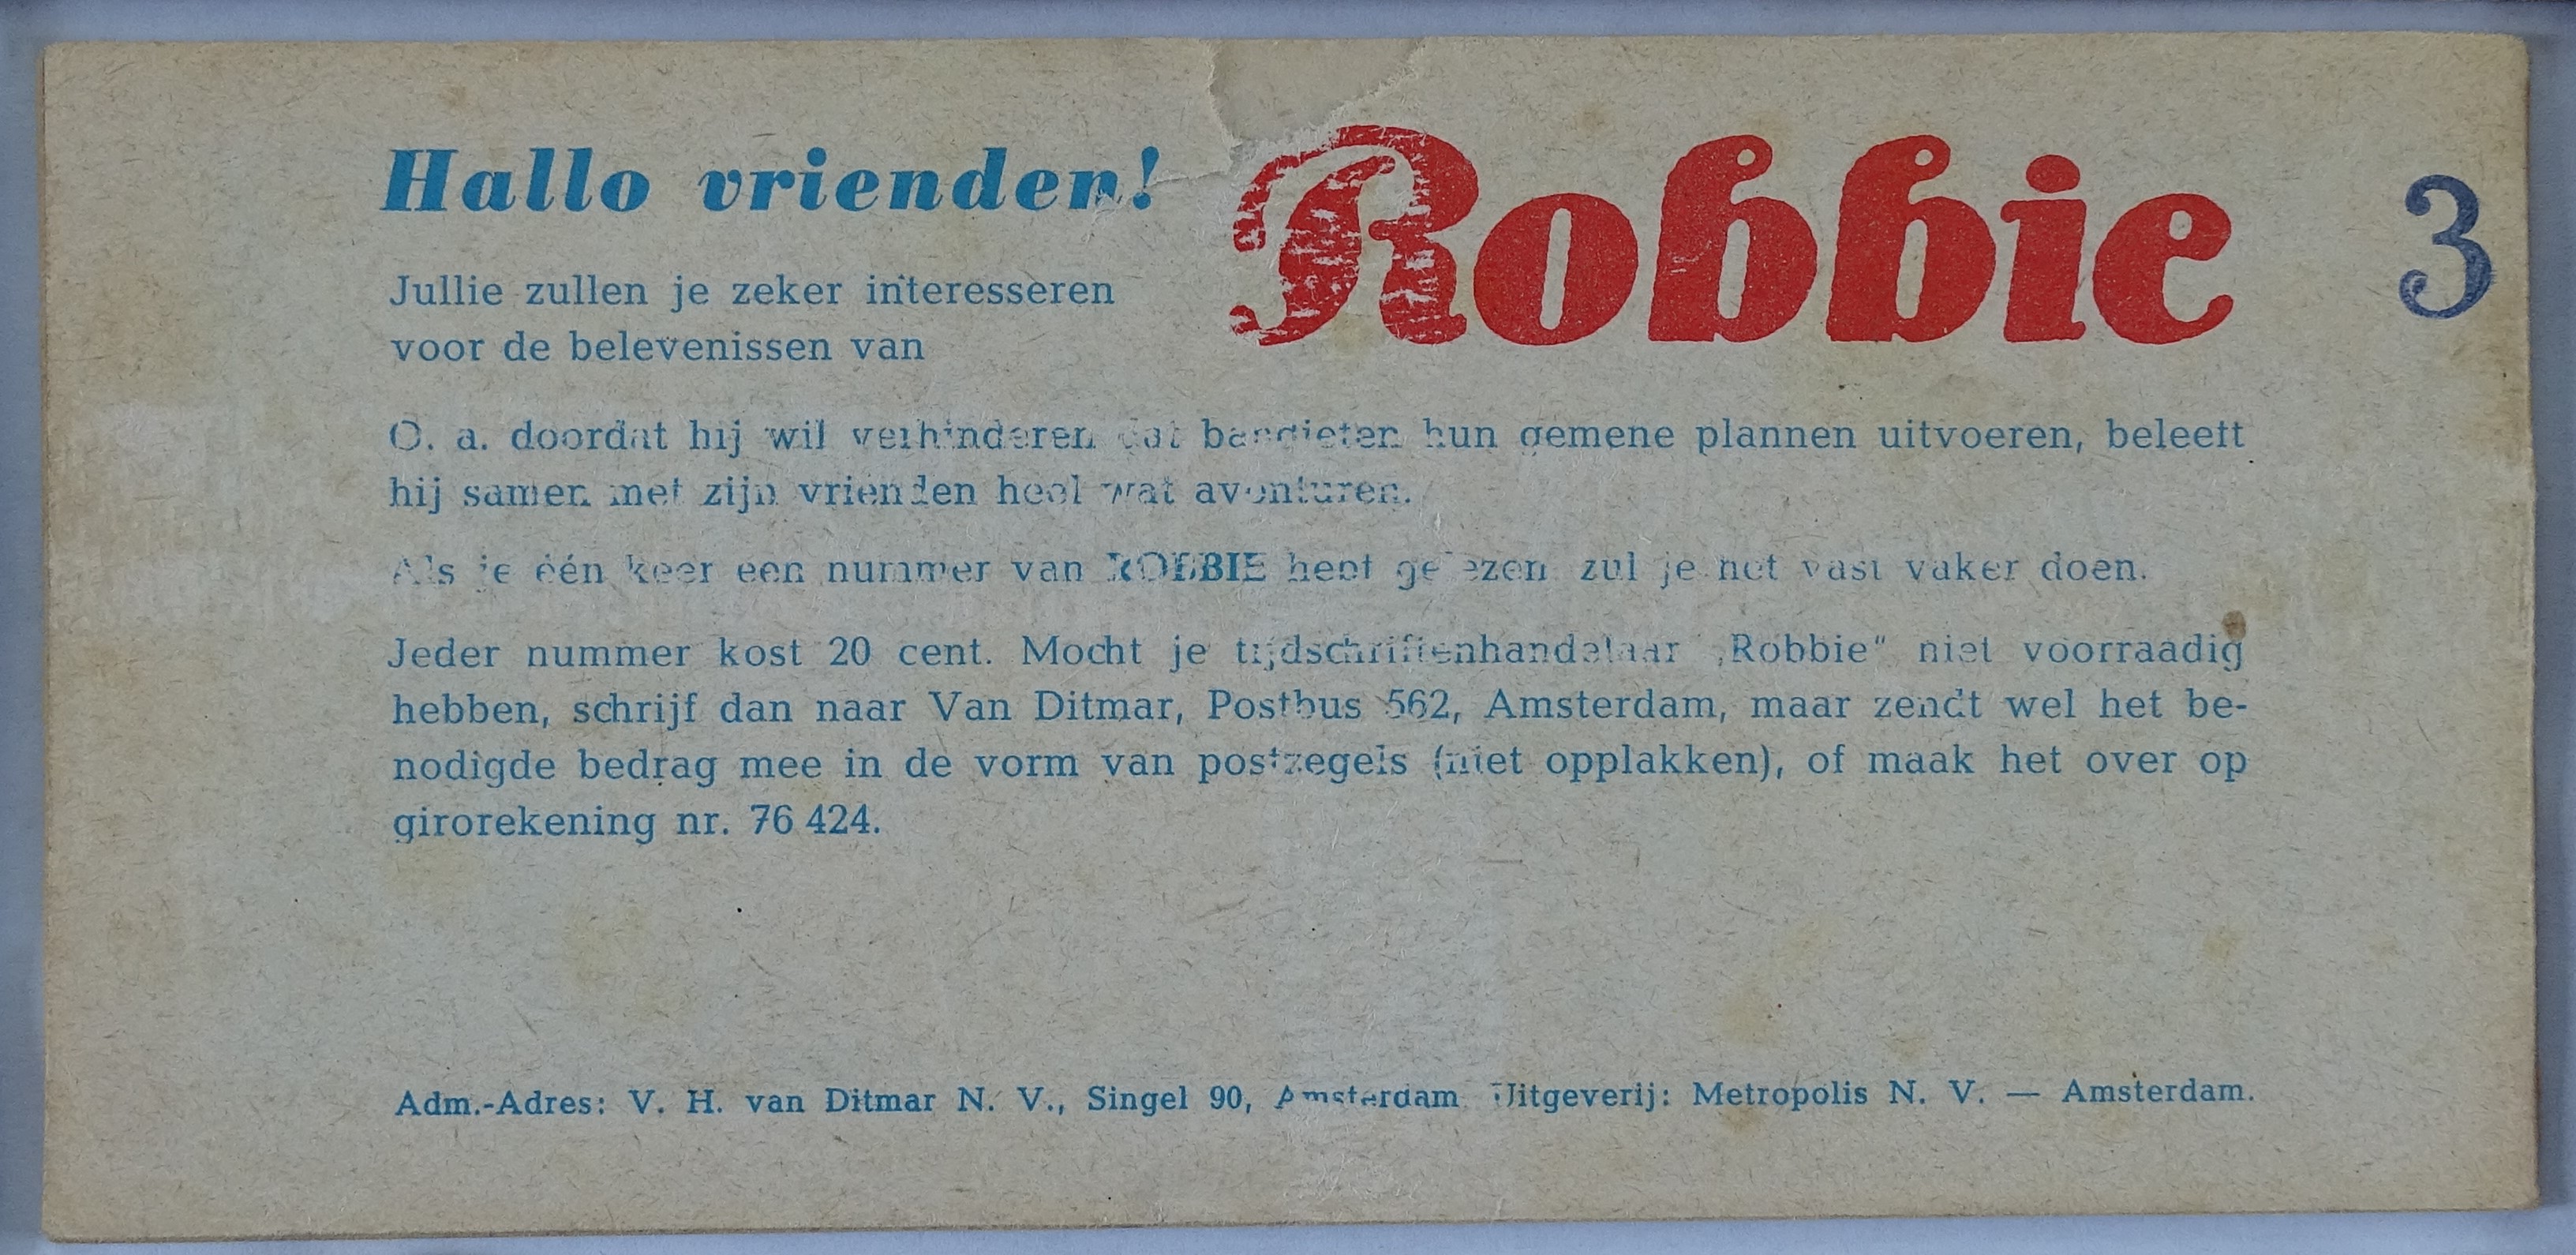 Hallo vrienden!
Robbie
3
Jullie zullen je zeker interesseren
voor de belevenissen van
O. a. doordat hij wil verhinderen dat bandieten hun gemene plannen uitvoeren, beleeft
hij samen met zijn vrienden heel wat avonturen.
Als je één keer een nummer van ROBBIE hebt gelezen zul je het vast vaker doen.
Jeder nummer kost 20 cent. Mocht je tijdschriftenhandelaar „Robbie" niet voorraadig
hebben, schrijf dan naar Van Ditmar, Postbus 562, Amsterdam, maar zendt wel het be-
nodigde bedrag mee in de vorm van postzegels (niet opplakken), of maak het over op
girorekening nr. 76 424.
Adm.-Adres: V. H. van Ditmar N. V., Singel 90, Amsterdam Uitgeverij: Metropolis N. V. — Amsterdam.